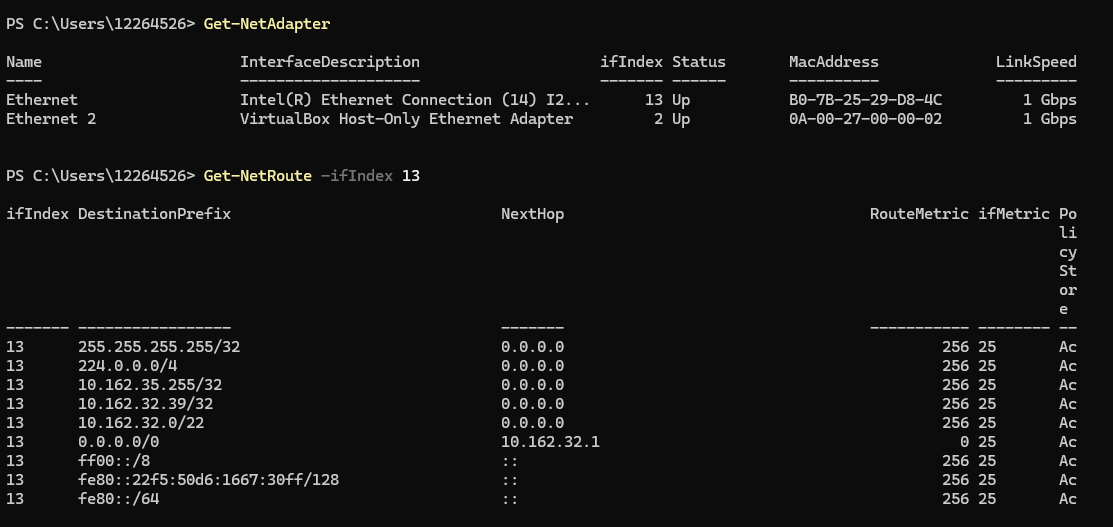 PS C:\Users\12264526> Get-NetAdapter
Name InterfaceDescription ifIndex Status MacAddress LinkSpeed
---- -------------------- ------- ------ ---------- ---------
Ethernet Intel(R) Ethernet Connection (14) I2... 13 Up B0-7B-25-29-D8-4C 1 Gbps
Ethernet 2 VirtualBox Host-Only Ethernet Adapter 2 Up 0A-00-27-00-00-02 1 Gbps
PS C:\Users\12264526> Get-NetRoute -ifIndex 13
ifIndex DestinationPrefix NextHop RouteMetric ifMetric Po
li
cy
St
or
e
------- ----------------- ------- ----------- -------- --
13 255.255.255.255/32 0.0.0.0 256 25 Ac
13 224.0.0.0/4 0.0.0.0 256 25 Ac
13 10.162.35.255/32 0.0.0.0 256 25 Ac
13 10.162.32.39/32 0.0.0.0 256 25 Ac
13 10.162.32.0/22 0.0.0.0 256 25 Ac
13 0.0.0.0/0 10.162.32.1 0 25 Ac
13 ff00::/8 :: 256 25 Ac
13 fe80::22f5:50d6:1667:30ff/128 :: 256 25 Ac
13 fe80::/64 :: 256 25 Ac